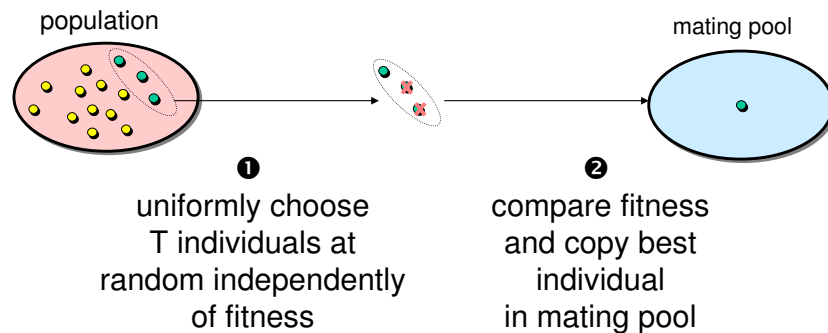 population
mating pool
❶
uniformly choose
T individuals at
random independently
of fitness
❷
compare fitness
and copy best
individual
in mating pool